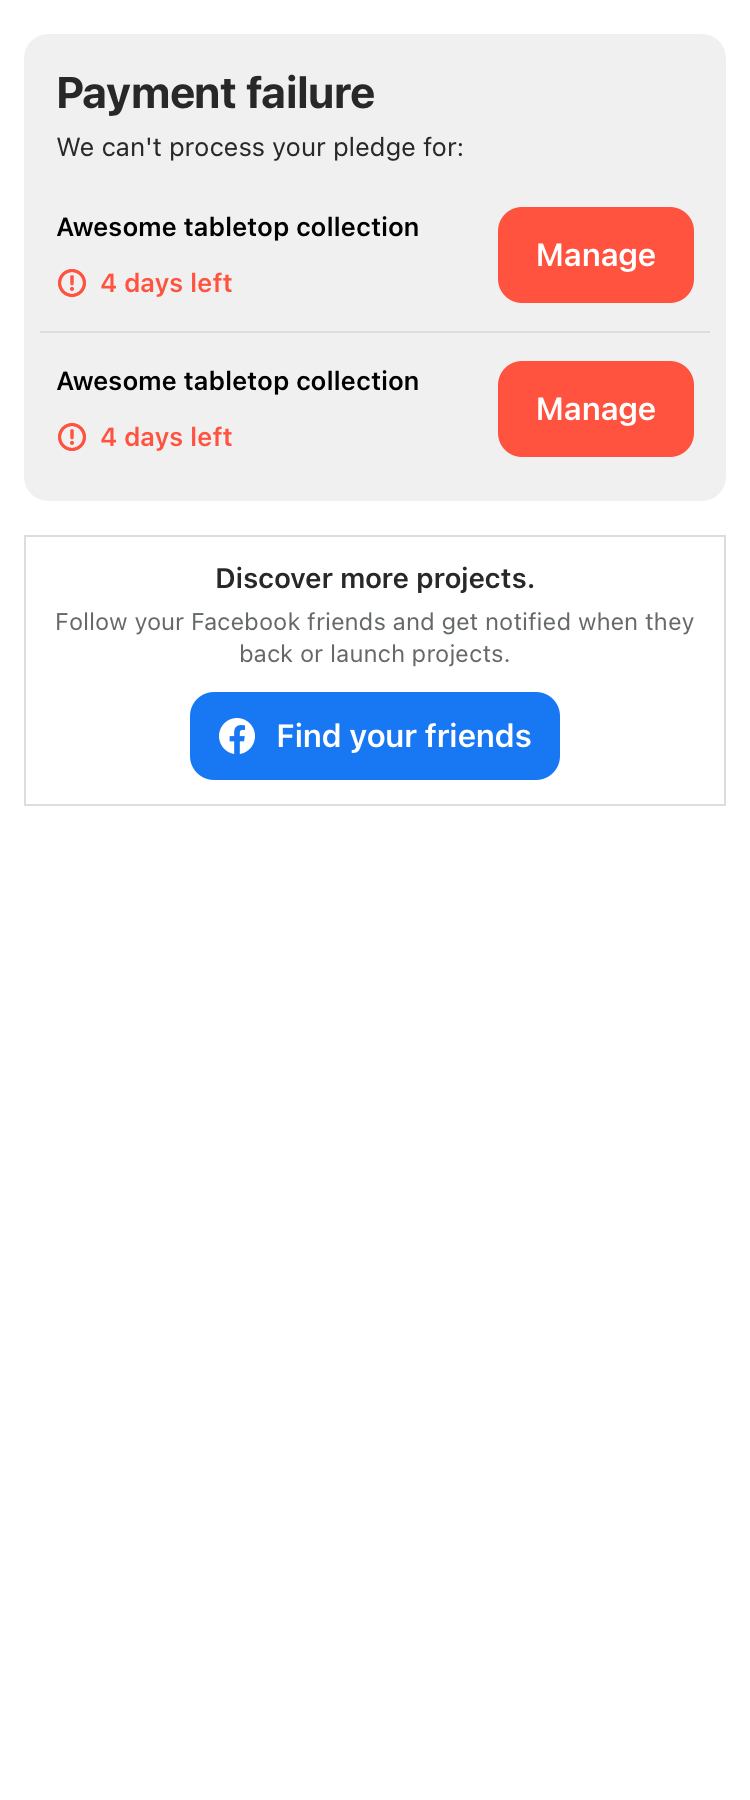 Payment failure
We can't process your pledge for:
Awesome tabletop collection
4 days left
Manage
Awesome tabletop collection
4 days left
Manage
Discover more projects.
Follow your Facebook friends and get notified when they
back or launch projects.
Find your friends